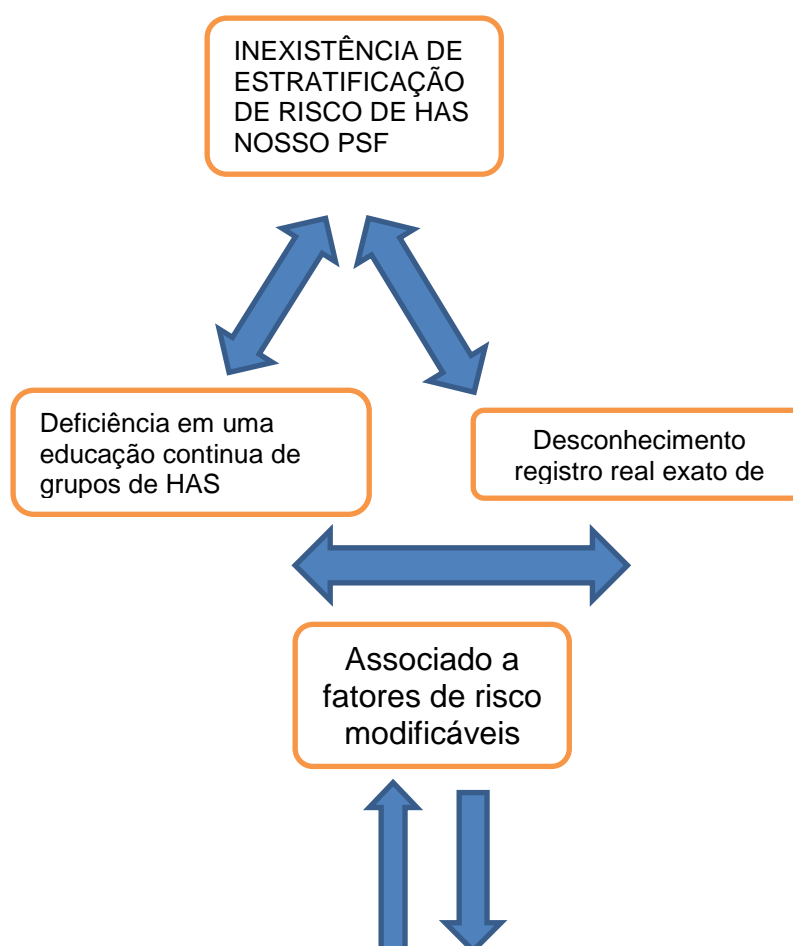 INEXISTÊNCIA DE
ESTRATIFICAÇÃO
DE RISCO DE HAS
NOSSO PSF
Deficiência em uma
educação continua de
grupos de HAS
Desconhecimento
registro real exato de
Associado a
fatores de risco
modificáveis